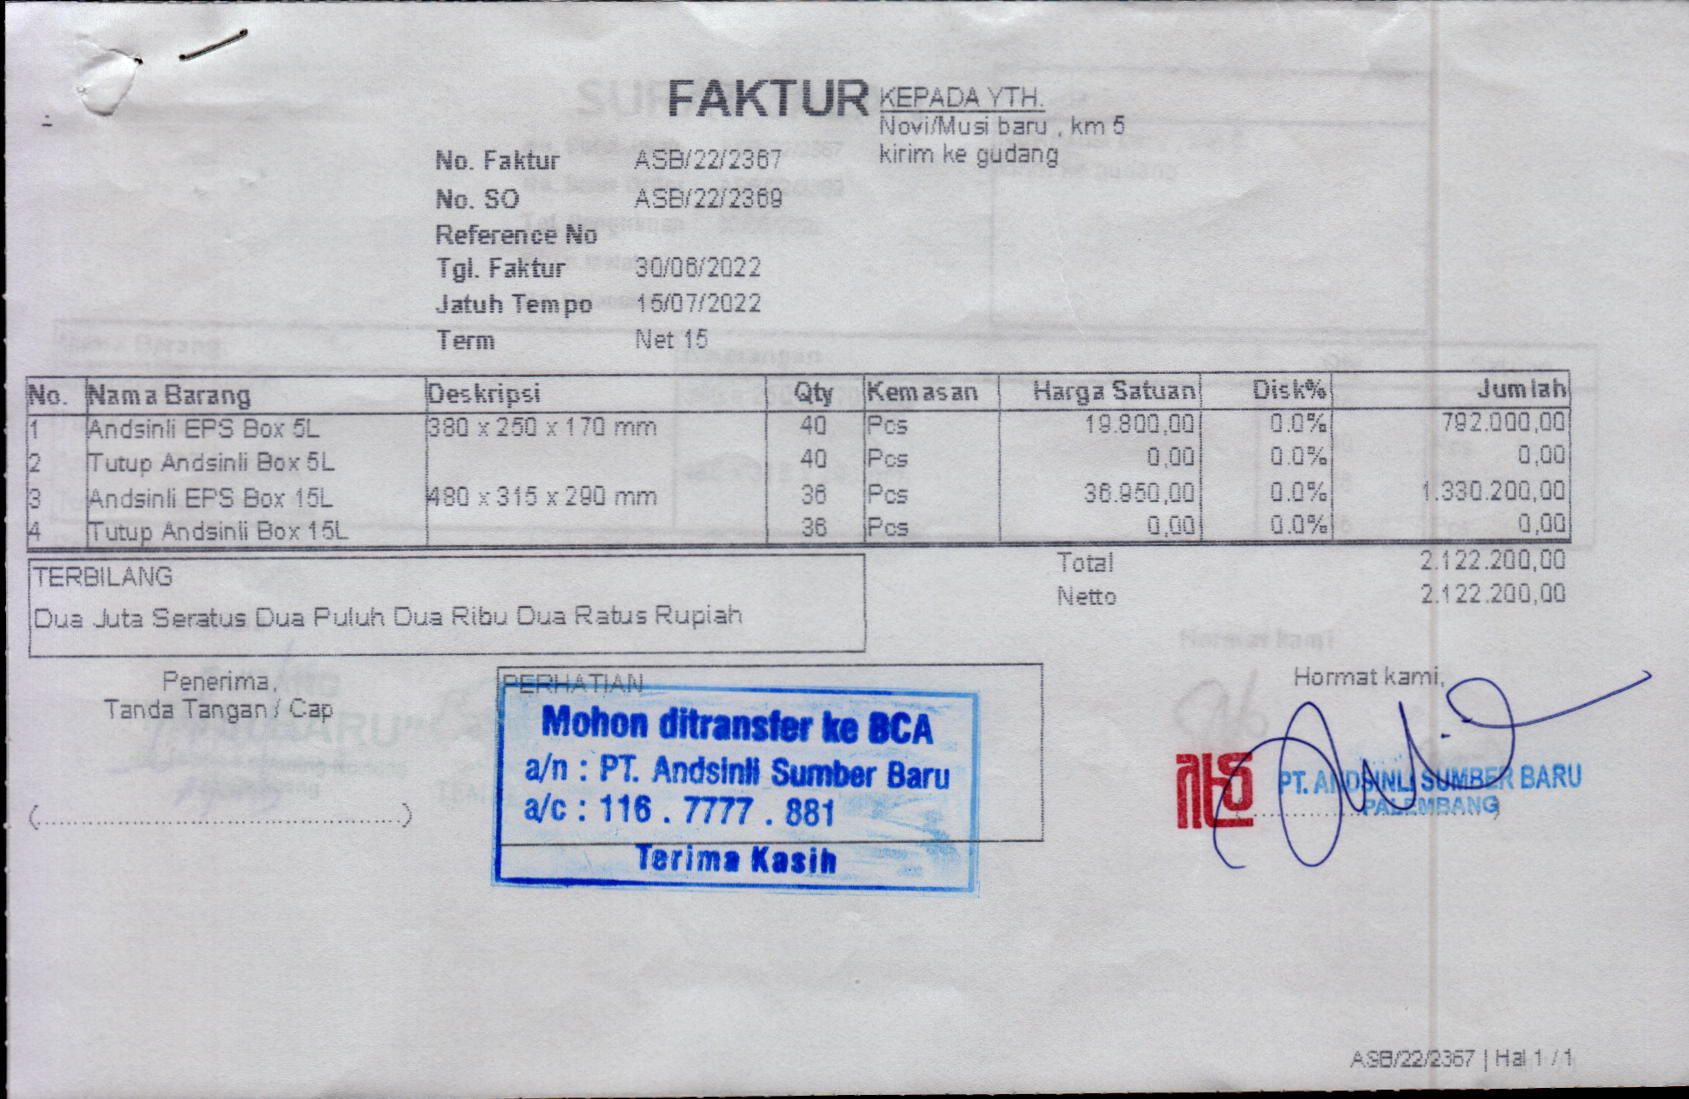 FAKTUR
KEPADA YTH.
Novi/Musi baru , km 5
kirim ke gudang
No. Faktur ASB/22/2367
No. SO ASB/22/2369
Reference No
Tgl. Faktur 30/06/2022
Jatuh Tempo 15/07/2022
Term Net 15
No. Nama Barang Deskripsi Qty Kemasan Harga Satuan Disk% Jumlah
1 Andsinli EPS Box 5L 380 x 250 x 170 mm 40 Pcs 19.800,00 0.0% 792.000,00
2 Tutup Andsinli Box 5L 40 Pcs 0,00 0.0% 0,00
3 Andsinli EPS Box 15L 480 x 315 x 290 mm 36 Pcs 36.950,00 0.0% 1.330.200,00
4 Tutup Andsinli Box 15L 36 Pcs 0,00 0.0% 0,00
Total 2.122.200,00
Netto 2.122.200,00
TERBILANG
Dua Juta Seratus Dua Puluh Dua Ribu Dua Ratus Rupiah
Penerima,
Tanda Tangan / Cap
PERHATIAN
Mohon ditransfer ke BCA
a/n : PT. Andsinli Sumber Baru
a/c : 116 . 7777 . 881
Terima Kasih
Hormat kami,
PT. ANDSINLI SUMBER BARU
PALEMBANG
ASB/22/2367 | Hal 1 / 1